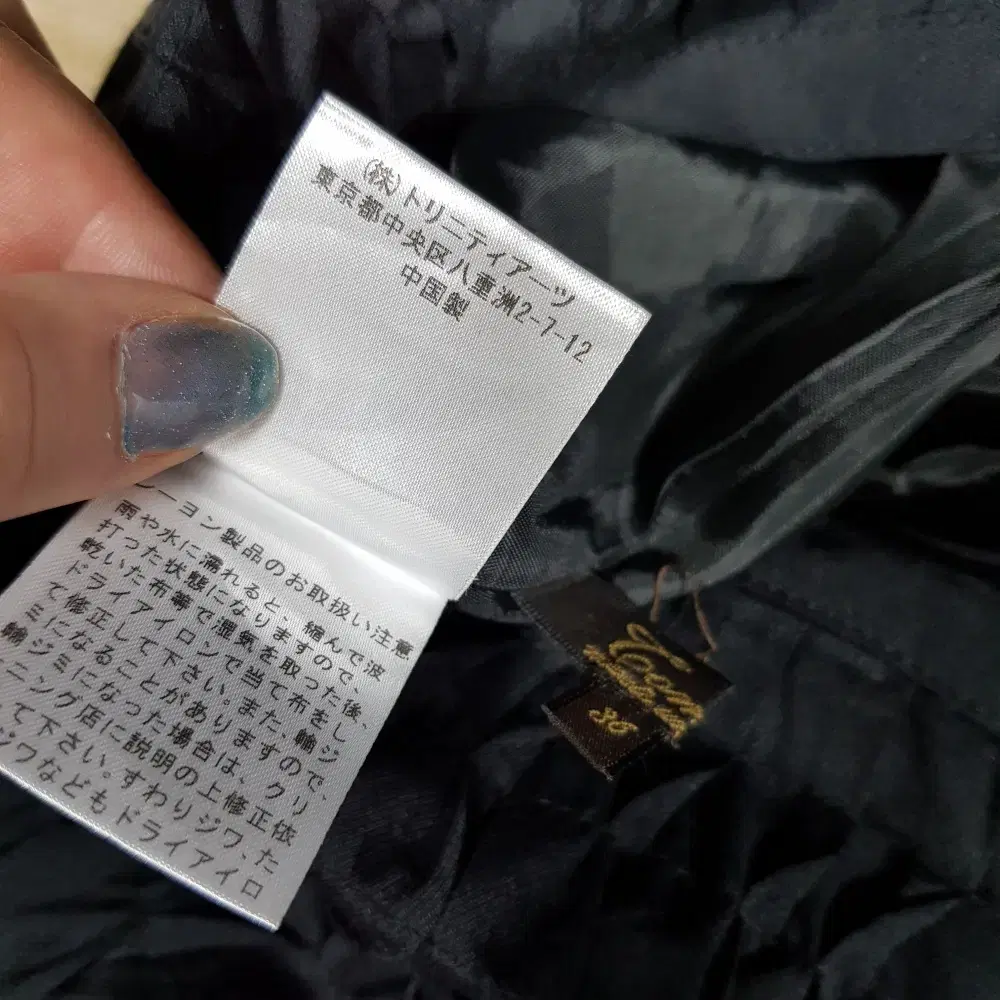 (株)トリニティアーツ
東京都中央区八重洲2-7-12
中国製
レーヨン製品のお取扱い注意
雨や水に濡れると、縮んで波
打った状態になりますので、
乾いた布等で湿気を取った後、
ドライアイロンで当て布をし
て修正して下さい。また、輪ジ
ミになることがありますので、
輪ジミになった場合は、クリ
ーニング店に説明の上修正依
て下さい。すわりジワ、た
ジワなどもドライアイロ
36